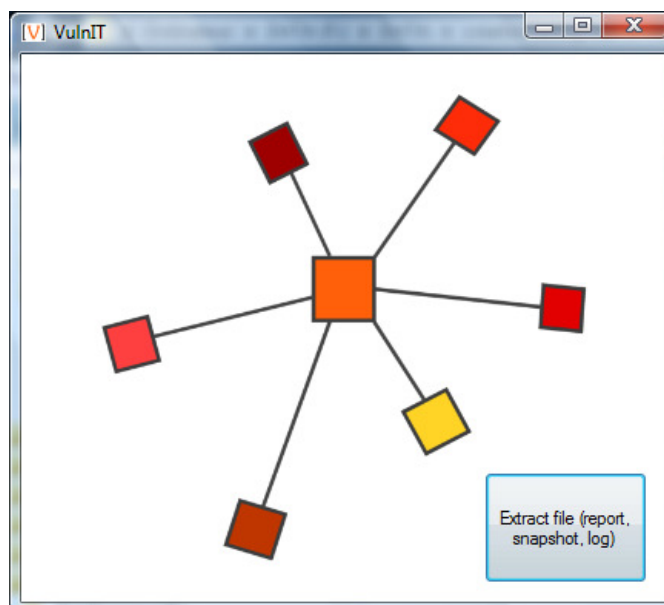 [V] VulnIT
Extract file (report,
snapshot, log)